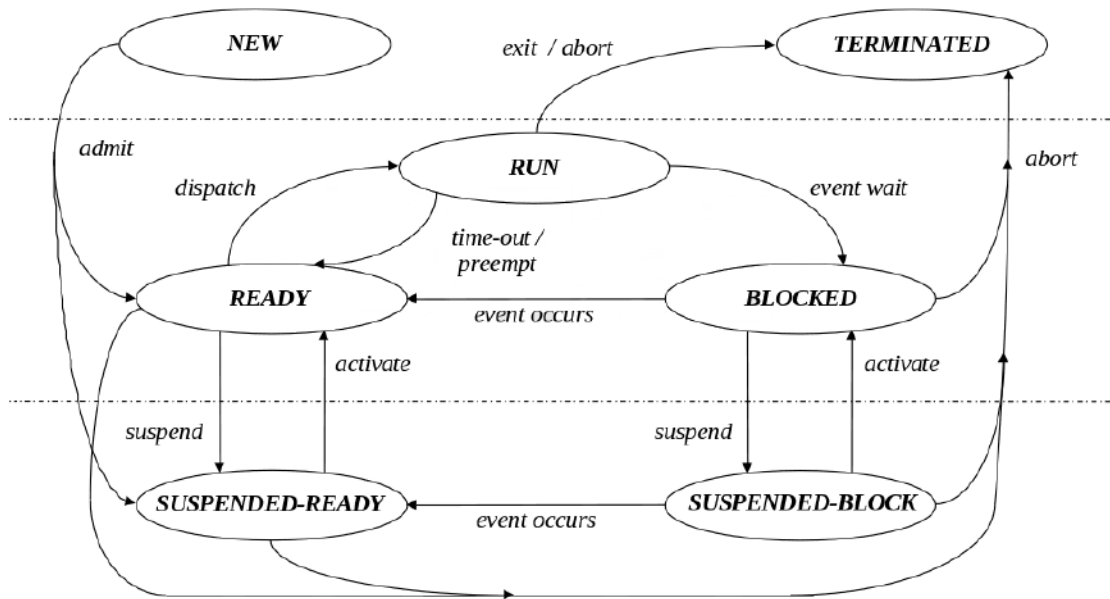 NEW
exit / abort
TERMINATED
admit
RUN
abort
dispatch
event wait
time-out /
preempt
READY
BLOCKED
event occurs
activate
activate
suspend
suspend
SUSPENDED-READY
SUSPENDED-BLOCK
event occurs